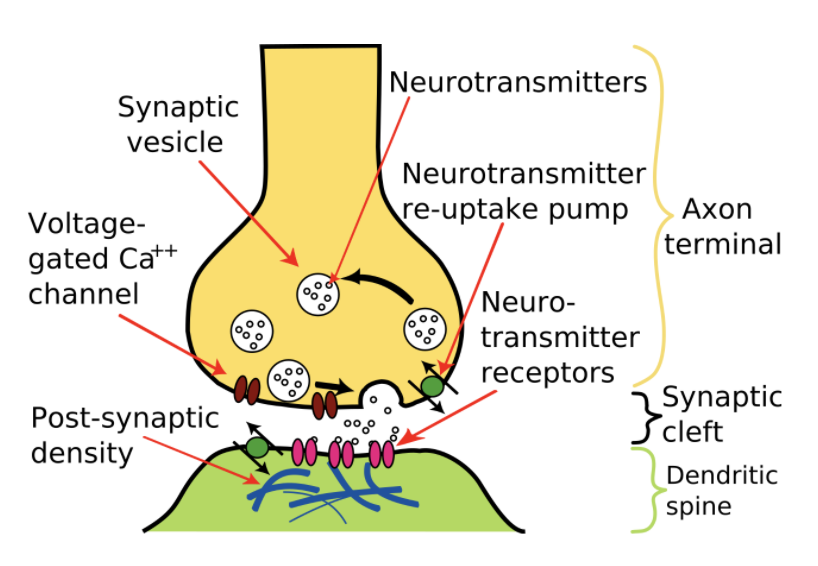 Neurotransmitters
Synaptic
vesicle
Neurotransmitter
re-uptake pump
Axon
terminal
Voltage-
gated Ca++
channel
Neuro-
transmitter
receptors
Synaptic
cleft
Post-synaptic
density
Dendritic
spine